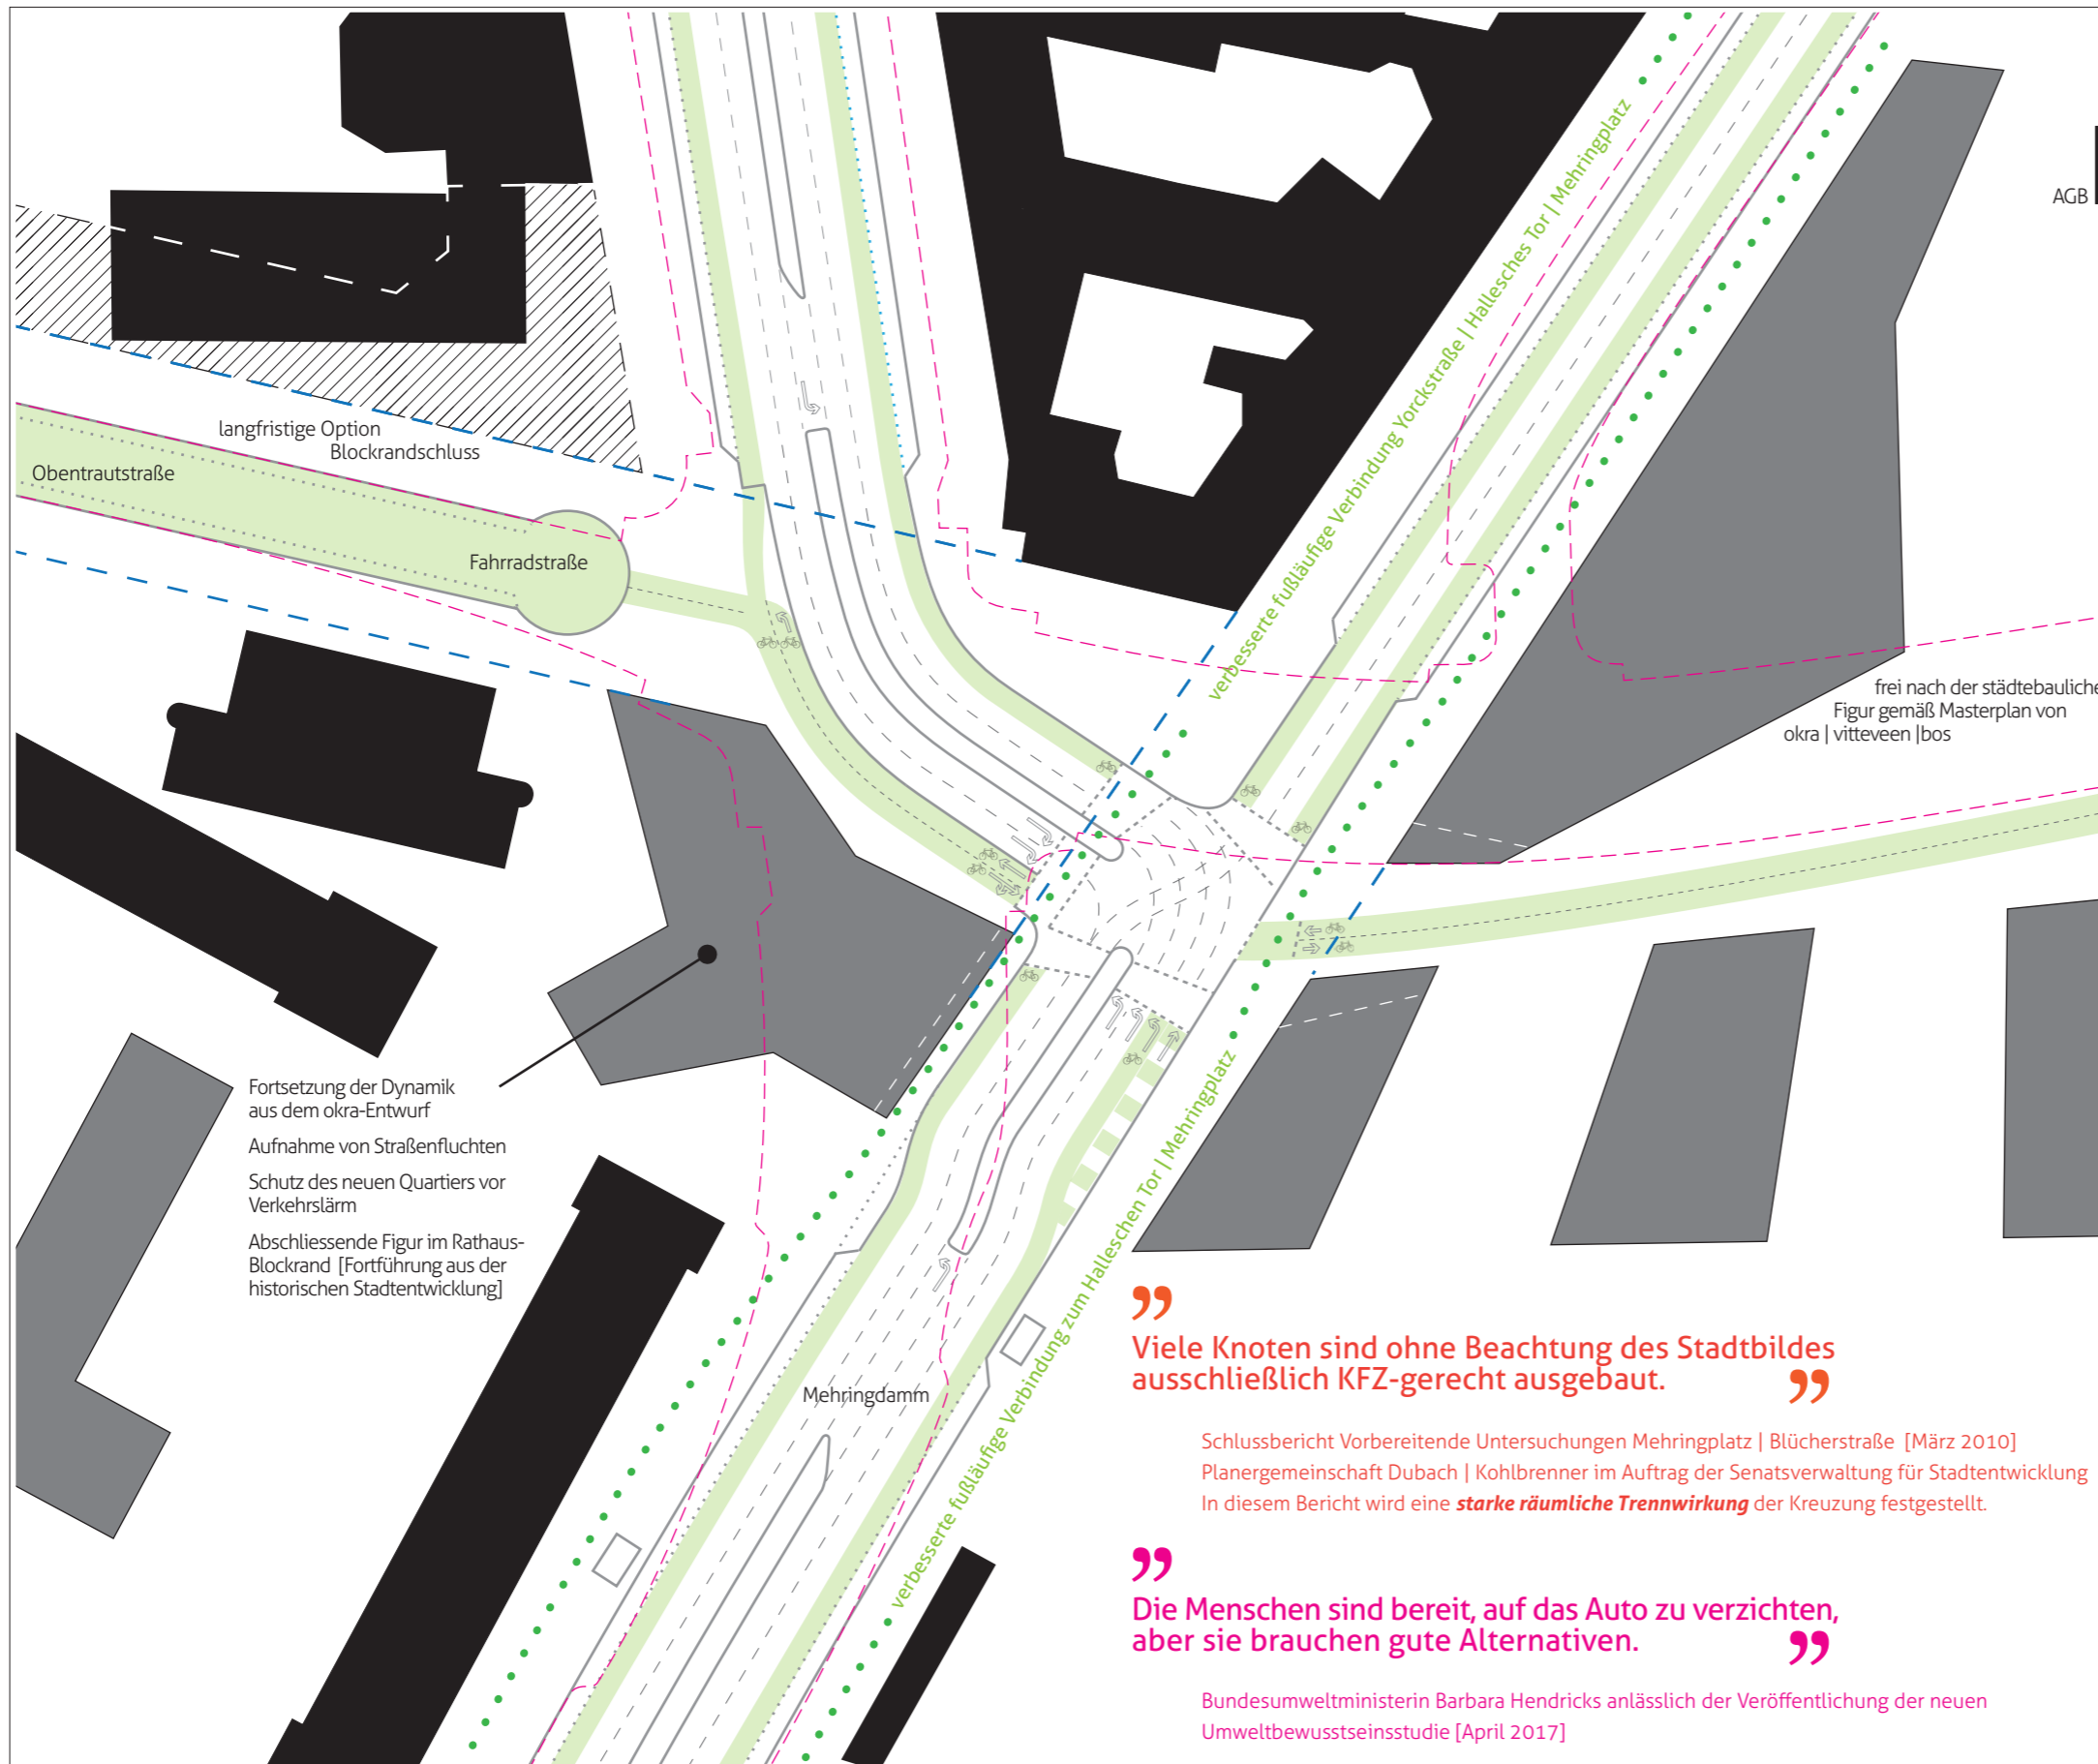 AGB
verbesserte fußläufige Verbindung Yorckstraße | Hallesches Tor | Mehringplatz
langfristige Option
Blockrandschluss
Obentrautstraße
Fahrradstraße
frei nach der städtebauliche
Figur gemäß Masterplan von
okra | vitteveen |bos
Fortsetzung der Dynamik
aus dem okra-Entwurf
Aufnahme von Straßenfluchten
Schutz des neuen Quartiers vor
Verkehrslärm
Abschliessende Figur im Rathaus-
Blockrand [Fortführung aus der
historischen Stadtentwicklung]
verbesserte fußläufige Verbindung zum Halleschen Tor | Mehringplatz
Mehringdamm
”
Viele Knoten sind ohne Beachtung des Stadtbildes
ausschließlich KFZ-gerecht ausgebaut. ”
Schlussbericht Vorbereitende Untersuchungen Mehringplatz | Blücherstraße [März 2010]
Planergemeinschaft Dubach | Kohlbrenner im Auftrag der Senatsverwaltung für Stadtentwicklung
In diesem Bericht wird eine starke räumliche Trennwirkung der Kreuzung festgestellt.
”
Die Menschen sind bereit, auf das Auto zu verzichten,
aber sie brauchen gute Alternativen. ”
Bundesumweltministerin Barbara Hendricks anlässlich der Veröffentlichung der neuen
Umweltbewusstseinsstudie [April 2017]